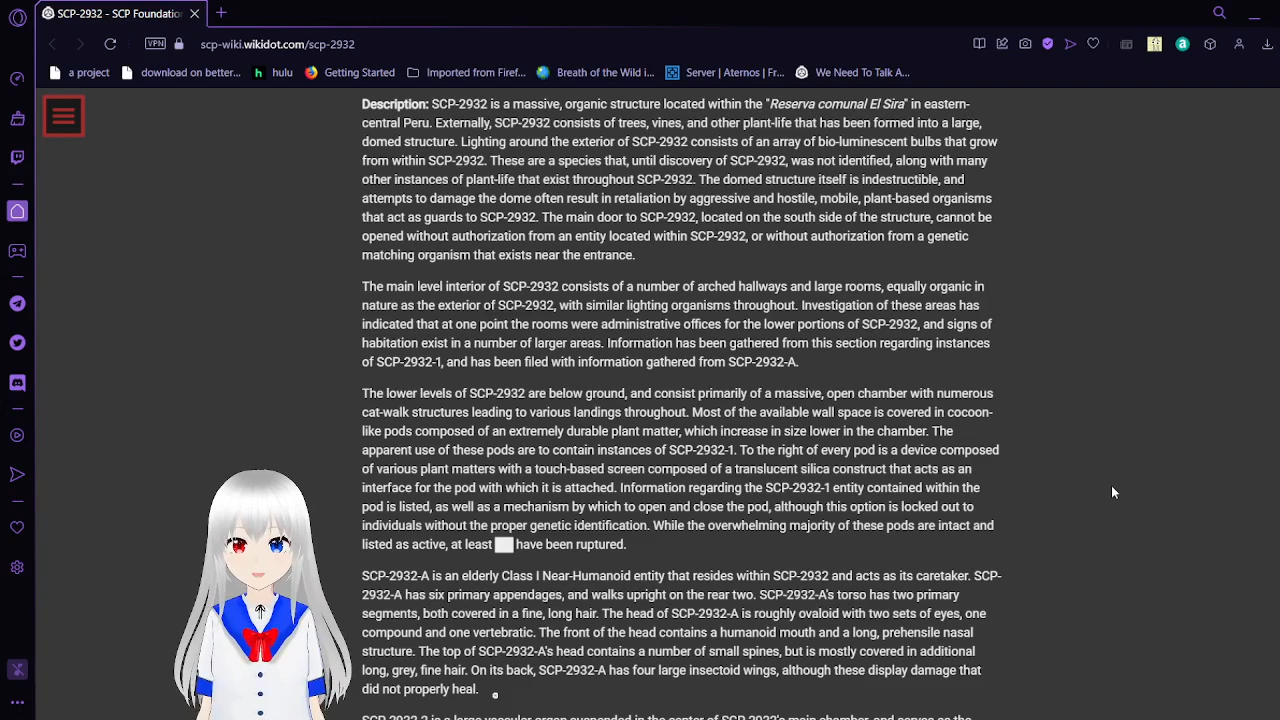 SCP-2932 - SCP Foundatio
scp-wiki.wikidot.com/scp-2932
VPN
a project
download on better...
hulu
Getting Started
Imported from Firef...
Breath of the Wild i...
Server | Aternos | Fr...
We Need To Talk A...
Description: SCP-2932 is a massive, organic structure located within the "Reserva comunal El Sira" in eastern-
central Peru. Externally, SCP-2932 consists of trees, vines, and other plant-life that has been formed into a large,
domed structure. Lighting around the exterior of SCP-2932 consists of an array of bio-luminescent bulbs that grow
from within SCP-2932. These are a species that, until discovery of SCP-2932, was not identified, along with many
other instances of plant-life that exist throughout SCP-2932. The domed structure itself is indestructible, and
attempts to damage the dome often result in retaliation by aggressive and hostile, mobile, plant-based organisms
that act as guards to SCP-2932. The main door to SCP-2932, located on the south side of the structure, cannot be
opened without authorization from an entity located within SCP-2932, or without authorization from a genetic
matching organism that exists near the entrance.
The main level interior of SCP-2932 consists of a number of arched hallways and large rooms, equally organic in
nature as the exterior of SCP-2932, with similar lighting organisms throughout. Investigation of these areas has
indicated that at one point the rooms were administrative offices for the lower portions of SCP-2932, and signs of
habitation exist in a number of larger areas. Information has been gathered from this section regarding instances
of SCP-2932-1, and has been filed with information gathered from SCP-2932-A.
The lower levels of SCP-2932 are below ground, and consist primarily of a massive, open chamber with numerous
cat-walk structures leading to various landings throughout. Most of the available wall space is covered in cocoon-
like pods composed of an extremely durable plant matter, which increase in size lower in the chamber. The
apparent use of these pods are to contain instances of SCP-2932-1. To the right of every pod is a device composed
of various plant matters with a touch-based screen composed of a translucent silica construct that acts as an
interface for the pod with which it is attached. Information regarding the SCP-2932-1 entity contained within the
pod is listed, as well as a mechanism by which to open and close the pod, although this option is locked out to
individuals without the proper genetic identification. While the overwhelming majority of these pods are intact and
listed as active, at least have been ruptured.
SCP-2932-A is an elderly Class I Near-Humanoid entity that resides within SCP-2932 and acts as its caretaker. SCP-
2932-A has six primary appendages, and walks upright on the rear two. SCP-2932-A's torso has two primary
segments, both covered in a fine, long hair. The head of SCP-2932-A is roughly ovaloid with two sets of eyes, one
compound and one vertebratic. The front of the head contains a humanoid mouth and a long, prehensile nasal
structure. The top of SCP-2932-A's head contains a number of small spines, but is mostly covered in additional
long, grey, fine hair. On its back, SCP-2932-A has four large insectoid wings, although these display damage that
did not properly heal.
SCP-2932-2 is a large vascular organ suspended in the center of SCP-2932's main chamber, and serves as the